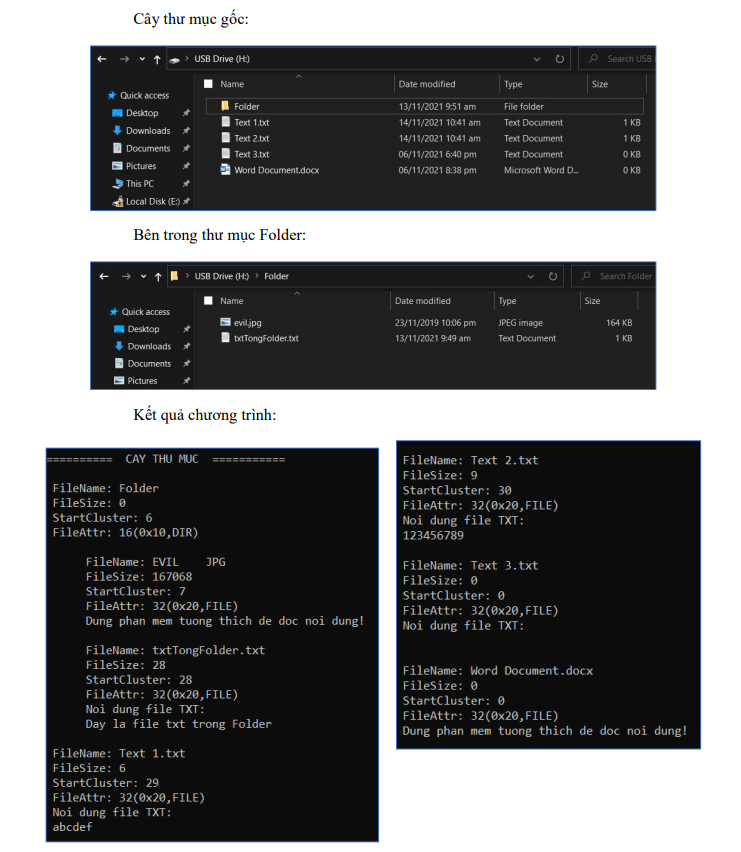 Cây thư mục gốc:
USB Drive (H:)
Search USB
Name Date modified Type Size
Quick access
Folder 13/11/2021 9:51 am File folder
Desktop
Text 1.txt 14/11/2021 10:41 am Text Document 1 KB
Downloads
Text 2.txt 14/11/2021 10:41 am Text Document 1 KB
Documents
Text 3.txt 06/11/2021 6:40 pm Text Document 0 KB
Pictures
Word Document.docx 06/11/2021 8:38 pm Microsoft Word D... 0 KB
This PC
Local Disk (E:)
Bên trong thư mục Folder:
USB Drive (H:) > Folder
Search Folder
Name Date modified Type Size
Quick access
evil.jpg 23/11/2019 10:06 pm JPEG image 164 KB
Desktop
txtTongFolder.txt 13/11/2021 9:49 am Text Document 1 KB
Downloads
Documents
Pictures
Kết quả chương trình:
========== CAY THU MUC ===========
FileName: Folder
FileSize: 0
StartCluster: 6
FileAttr: 16(0x10,DIR)
FileName: EVIL    JPG
FileSize: 167068
StartCluster: 7
FileAttr: 32(0x20,FILE)
Dung phan mem tuong thich de doc noi dung!
FileName: txtTongFolder.txt
FileSize: 28
StartCluster: 28
FileAttr: 32(0x20,FILE)
Noi dung file TXT:
Day la file txt trong Folder
FileName: Text 1.txt
FileSize: 6
StartCluster: 29
FileAttr: 32(0x20,FILE)
Noi dung file TXT:
abcdef
FileName: Text 2.txt
FileSize: 9
StartCluster: 30
FileAttr: 32(0x20,FILE)
Noi dung file TXT:
123456789
FileName: Text 3.txt
FileSize: 0
StartCluster: 0
FileAttr: 32(0x20,FILE)
Noi dung file TXT:
FileName: Word Document.docx
FileSize: 0
StartCluster: 0
FileAttr: 32(0x20,FILE)
Dung phan mem tuong thich de doc noi dung!